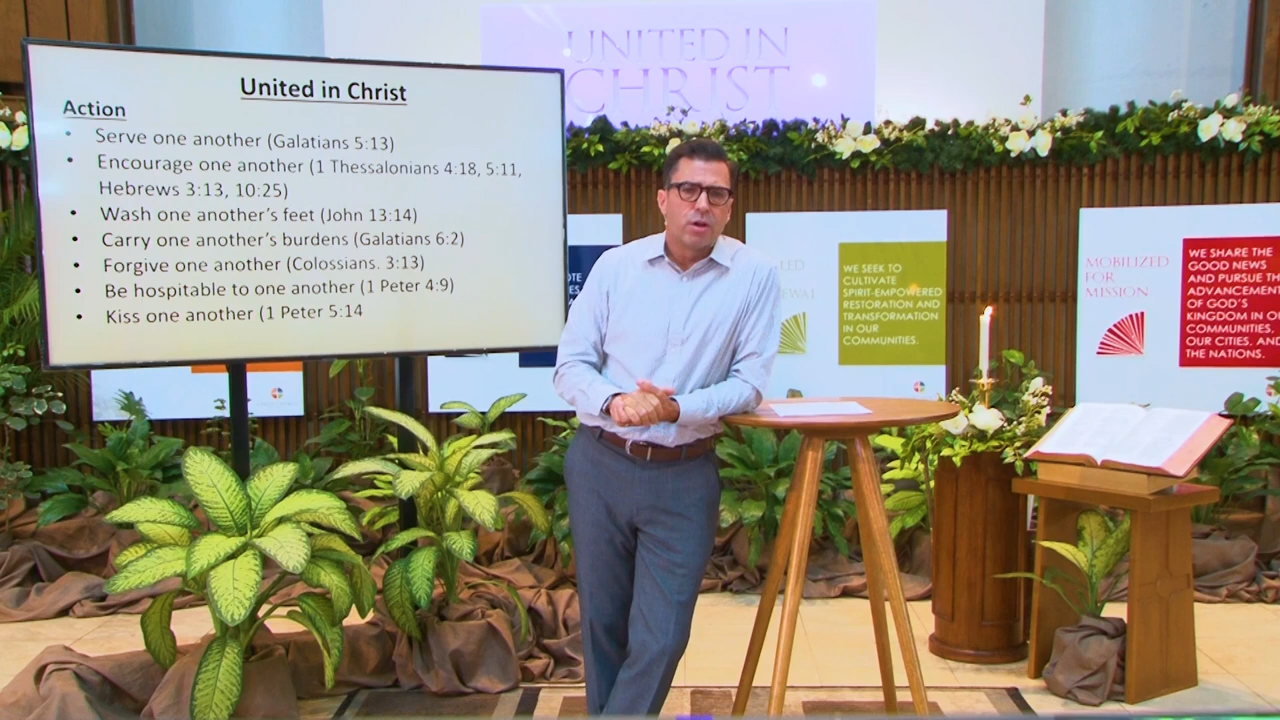 UNITED IN
CHRIST
United in Christ
Action
• Serve one another (Galatians 5:13)
• Encourage one another (1 Thessalonians 4:18, 5:11,
Hebrews 3:13, 10:25)
• Wash one another’s feet (John 13:14)
• Carry one another’s burdens (Galatians 6:2)
• Forgive one another (Colossians. 3:13)
• Be hospitable to one another (1 Peter 4:9)
• Kiss one another (1 Peter 5:14
WE SEEK TO
CULTIVATE
SPIRIT-EMPOWERED
RESTORATION AND
TRANSFORMATION
IN OUR
COMMUNITIES.
MOBILIZED
FOR
MISSION
WE SHARE THE
GOOD NEWS
AND PURSUE TH
ADVANCEMENT
OF GOD’S
KINGDOM IN OU
COMMUNITIES,
OUR CITIES, AND
THE NATIONS.